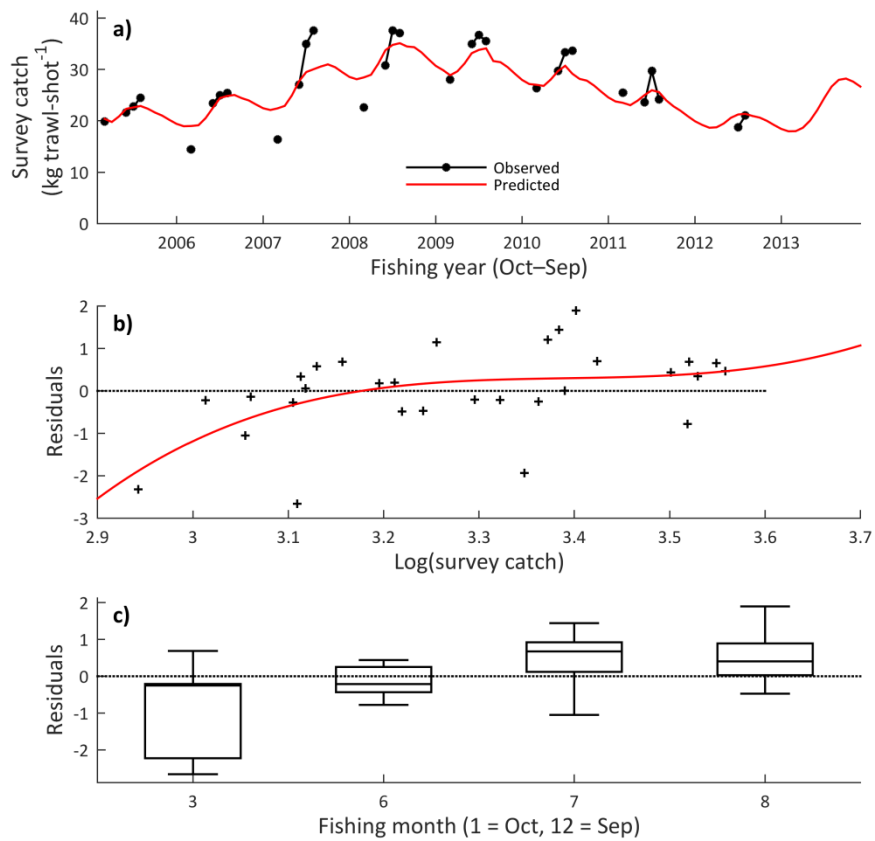 a)
Survey catch
(kg trawl-shot⁻¹)
40
30
20
10
0
Observed
Predicted
2006 2007 2008 2009 2010 2011 2012 2013
Fishing year (Oct–Sep)
b)
Residuals
2
1
0
-1
-2
-3
2.9 3 3.1 3.2 3.3 3.4 3.5 3.6 3.7
Log(survey catch)
c)
Residuals
2
1
0
-1
-2
3 6 7 8
Fishing month (1 = Oct, 12 = Sep)